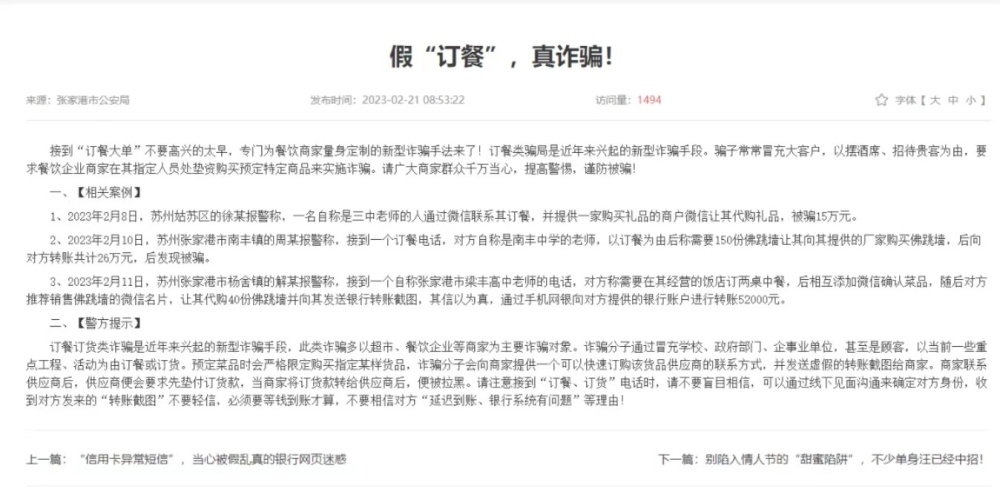 假“订餐”，真诈骗！
来源：张家港市公安局 发布时间：2023-02-21 08:53:22 访问量：1494 字体【 大 中 小 】
接到“订餐大单”不要高兴的太早，专门为餐饮商家量身定制的新型诈骗手法来了！订餐类骗局是近年来兴起的新型诈骗手段。骗子常常冒充大客户，以摆酒席、招待贵客为由，要
求餐饮企业商家在其指定人员处垫资购买预定特定商品来实施诈骗。请广大商家群众千万当心，提高警惕，谨防被骗！
一、【相关案例】
1、2023年2月8日，苏州姑苏区的徐某报警称，一名自称是三中老师的人通过微信联系其订餐，并提供一家购买礼品的商户微信让其代购礼品，被骗15万元。
2、2023年2月10日，苏州张家港市南丰镇的周某报警称，接到一个订餐电话，对方自称是南丰中学的老师，以订餐为由后称需要150份佛跳墙让其向其提供的厂家购买佛跳墙，后向
对方转账共计26万元，后发现被骗。
3、2023年2月11日，苏州张家港市杨舍镇的解某报警称，接到一个自称张家港市梁丰高中老师的电话，对方称需要在其经营的饭店订两桌中餐，后相互添加微信确认菜品，随后对方
推荐销售佛跳墙的微信名片，让其代购40份佛跳墙并向其发送银行转账截图，其信以为真，通过手机网银向对方提供的银行账户进行转账52000元。
二、【警方提示】
订餐订货类诈骗是近年来兴起的新型诈骗手段，此类诈骗多以超市、餐饮企业等商家为主要诈骗对象。诈骗分子通过冒充学校、政府部门、企事业单位，甚至是顾客，以当前一些重
点工程、活动为由订餐或订货。预定菜品时会严格限定购买指定某样货品，诈骗分子会向商家提供一个可以快速订购该货品供应商的联系方式，并发送虚假的转账截图给商家。商家联系
供应商后，供应商便会要求先垫付订货款，当商家将订货款转给供应商后，便被拉黑。请注意接到“订餐、订货”电话时，请不要盲目相信，可以通过线下见面沟通来确定对方身份，收
到对方发来的“转账截图”不要轻信，必须要等钱到账才算，不要相信对方“延迟到账、银行系统有问题”等理由！
上一篇：“信用卡异常短信”，当心被假乱真的银行网页迷惑 下一篇：别陷入情人节的“甜蜜陷阱”，不少单身汪已经中招！